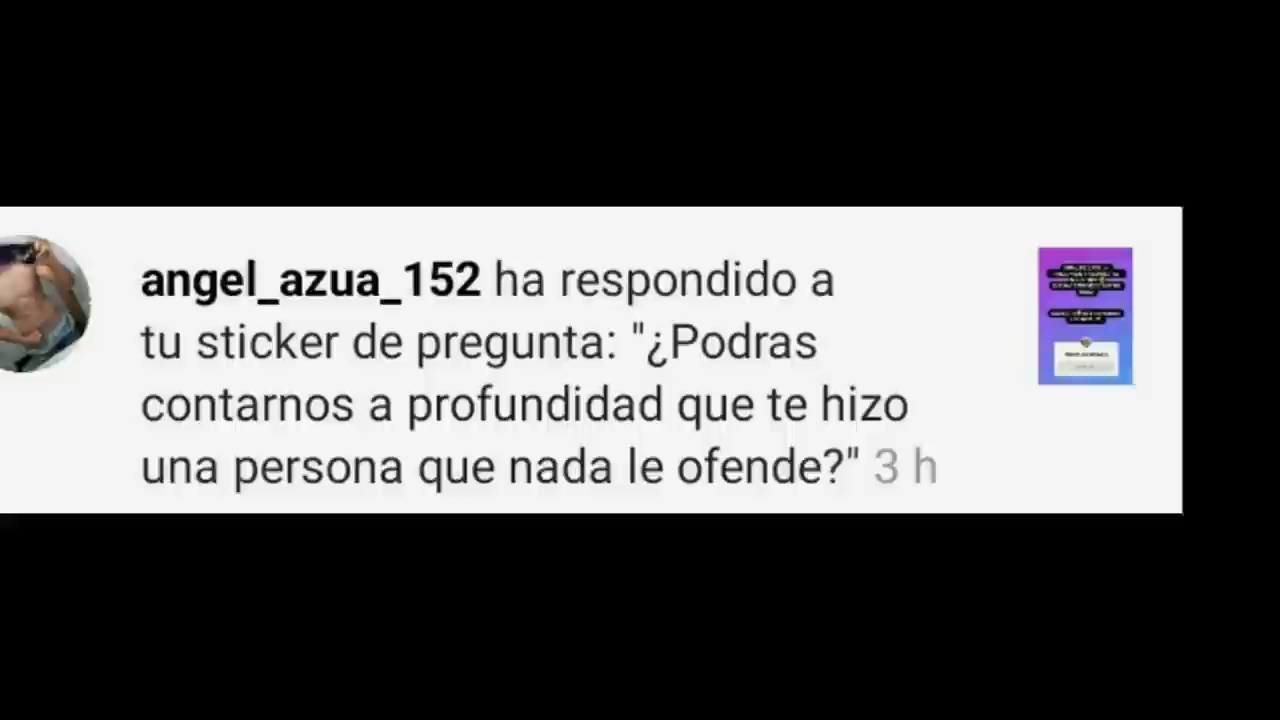 angel_azua_152 ha respondido a
tu sticker de pregunta: "¿Podras
contarnos a profundidad que te hizo
una persona que nada le ofende?" 3 h